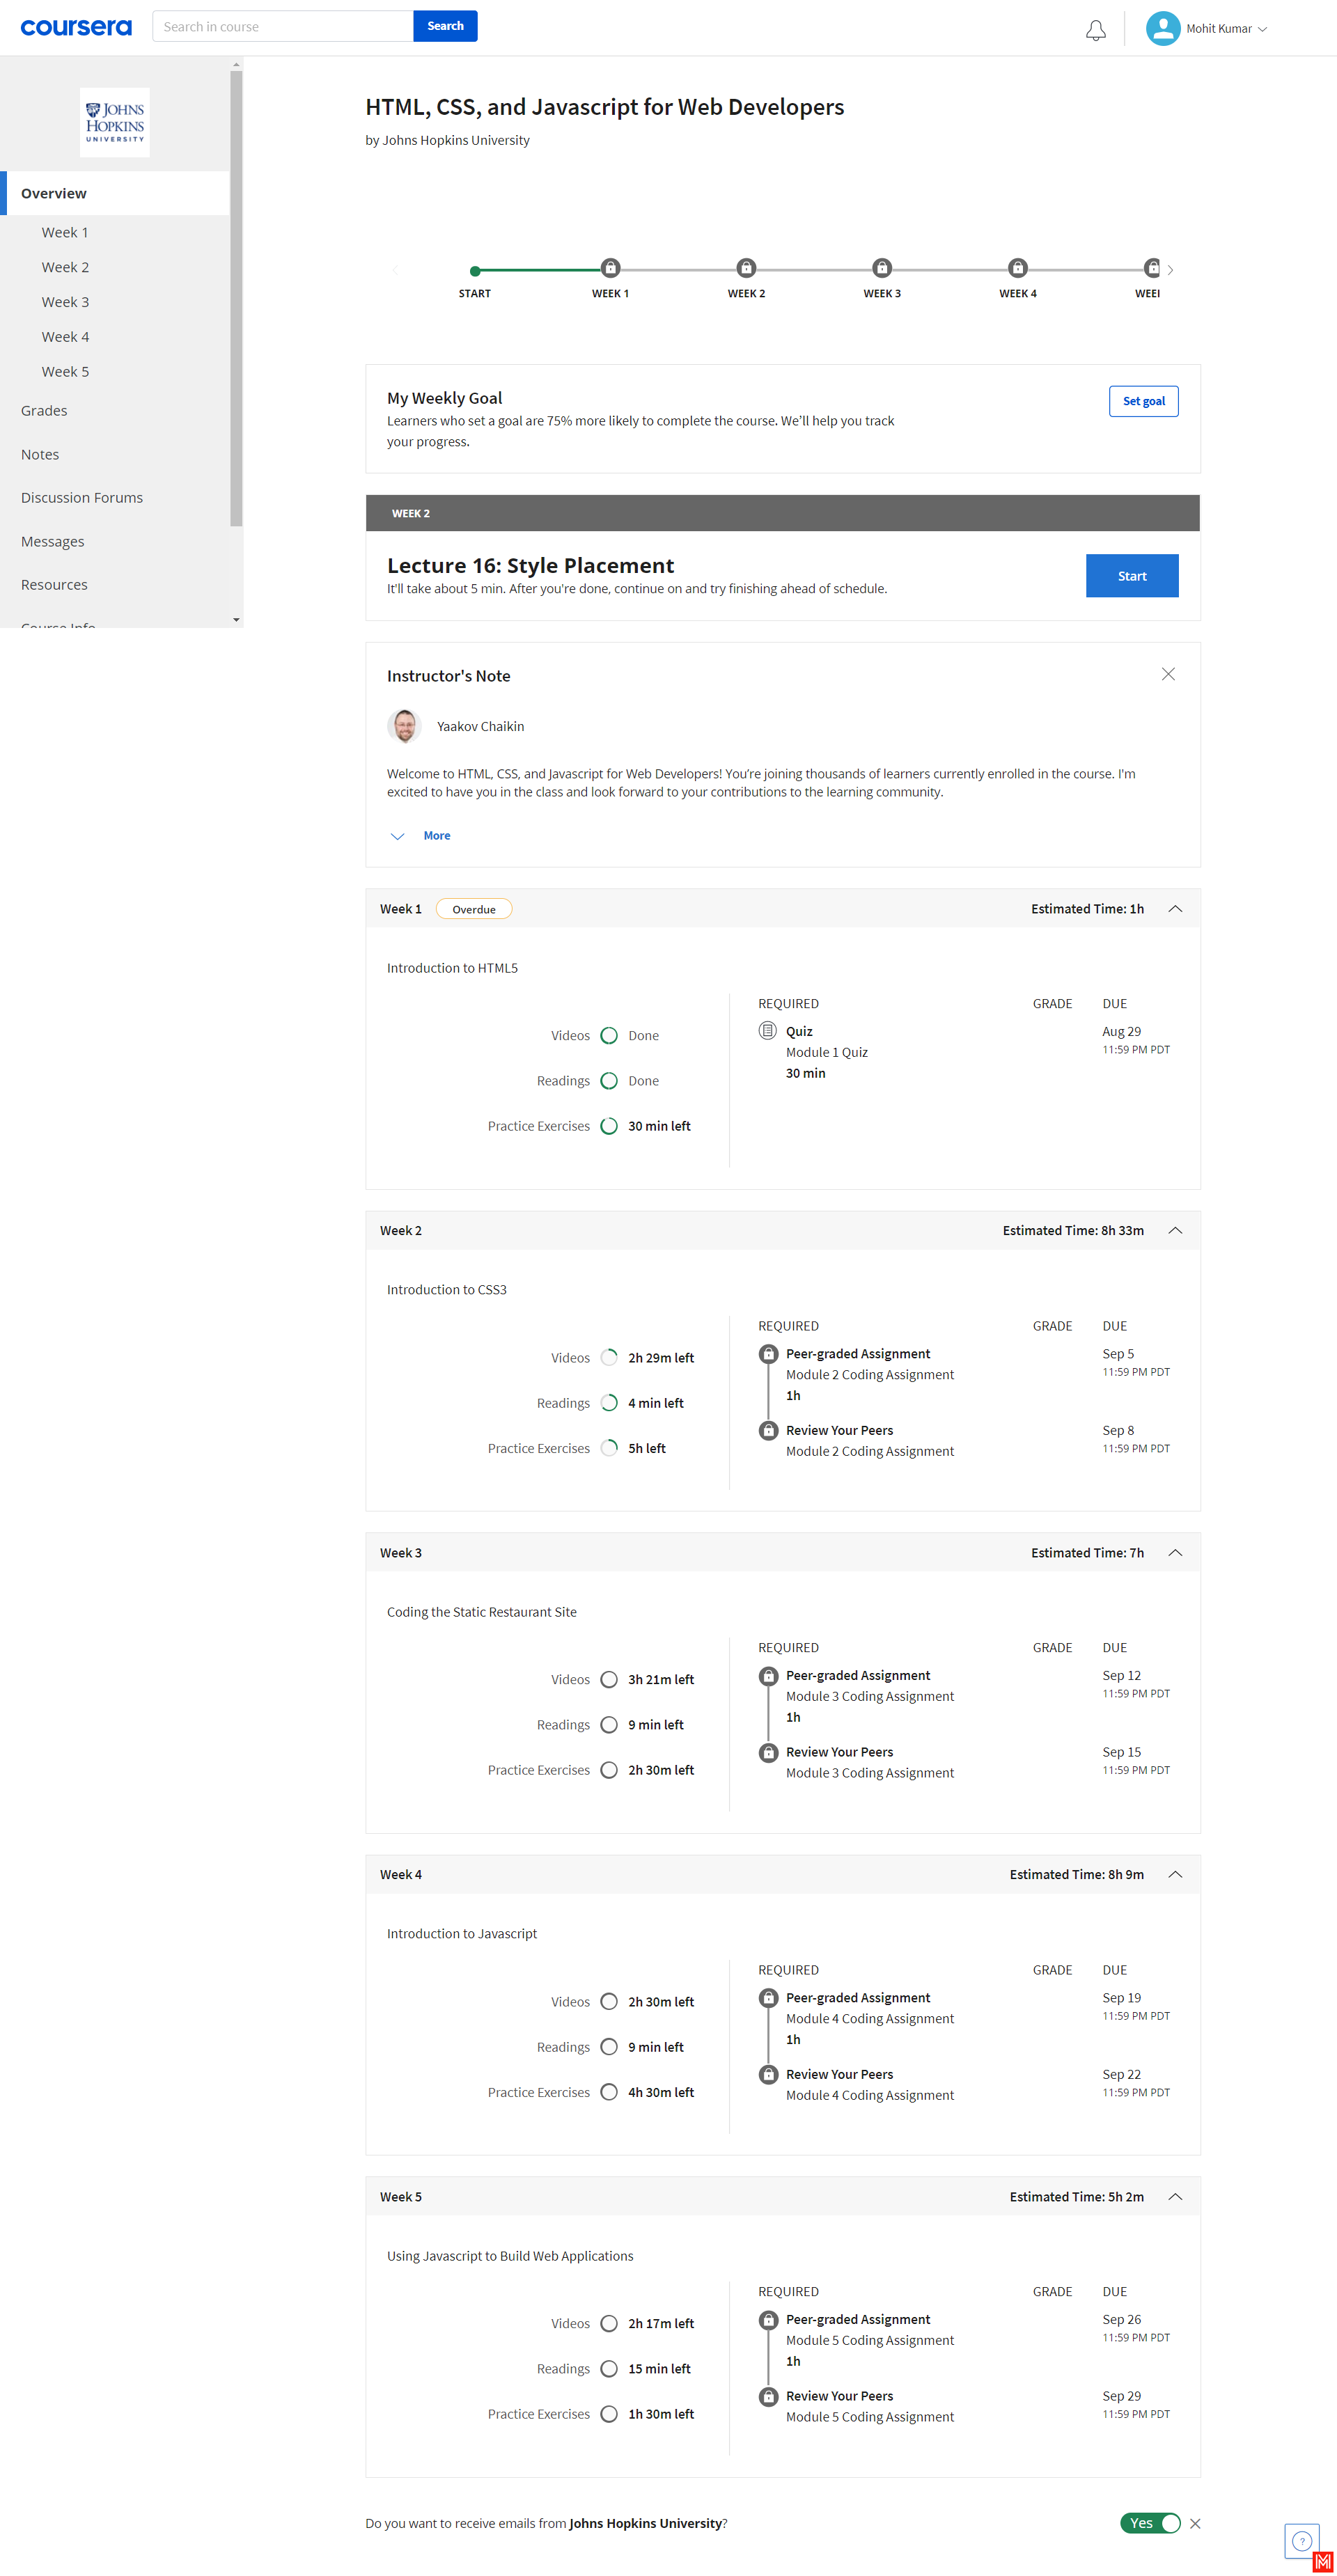 coursera
Search in course
Search
Mohit Kumar
JOHNS
HOPKINS
UNIVERSITY
Overview
Week 1
Week 2
Week 3
Week 4
Week 5
Grades
Notes
Discussion Forums
Messages
Resources
Course Info
HTML, CSS, and Javascript for Web Developers
by Johns Hopkins University
START
WEEK 1
WEEK 2
WEEK 3
WEEK 4
WEEI
My Weekly Goal
Learners who set a goal are 75% more likely to complete the course. We'll help you track
your progress.
Set goal
WEEK 2
Lecture 16: Style Placement
It'll take about 5 min. After you're done, continue on and try finishing ahead of schedule.
Start
Instructor's Note
Yaakov Chaikin
Welcome to HTML, CSS, and Javascript for Web Developers! You're joining thousands of learners currently enrolled in the course. I'm
excited to have you in the class and look forward to your contributions to the learning community.
More
Week 1 Overdue Estimated Time: 1h
Introduction to HTML5
Videos Done
Readings Done
Practice Exercises 30 min left
REQUIRED GRADE DUE
Quiz Aug 29
Module 1 Quiz 11:59 PM PDT
30 min
Week 2 Estimated Time: 8h 33m
Introduction to CSS3
Videos 2h 29m left
Readings 4 min left
Practice Exercises 5h left
REQUIRED GRADE DUE
Peer-graded Assignment Sep 5
Module 2 Coding Assignment 11:59 PM PDT
1h
Review Your Peers Sep 8
Module 2 Coding Assignment 11:59 PM PDT
Week 3 Estimated Time: 7h
Coding the Static Restaurant Site
Videos 3h 21m left
Readings 9 min left
Practice Exercises 2h 30m left
REQUIRED GRADE DUE
Peer-graded Assignment Sep 12
Module 3 Coding Assignment 11:59 PM PDT
1h
Review Your Peers Sep 15
Module 3 Coding Assignment 11:59 PM PDT
Week 4 Estimated Time: 8h 9m
Introduction to Javascript
Videos 2h 30m left
Readings 9 min left
Practice Exercises 4h 30m left
REQUIRED GRADE DUE
Peer-graded Assignment Sep 19
Module 4 Coding Assignment 11:59 PM PDT
1h
Review Your Peers Sep 22
Module 4 Coding Assignment 11:59 PM PDT
Week 5 Estimated Time: 5h 2m
Using Javascript to Build Web Applications
Videos 2h 17m left
Readings 15 min left
Practice Exercises 1h 30m left
REQUIRED GRADE DUE
Peer-graded Assignment Sep 26
Module 5 Coding Assignment 11:59 PM PDT
1h
Review Your Peers Sep 29
Module 5 Coding Assignment 11:59 PM PDT
Do you want to receive emails from Johns Hopkins University?
Yes
?
M